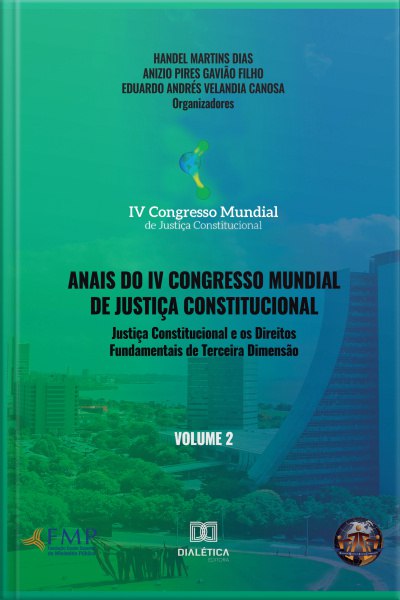 HANDEL MARTINS DIAS
ANIZIO PIRES GAVIÃO FILHO
EDUARDO ANDRÉS VELANDIA CANOSA
Organizadores
IV Congresso Mundial
de Justiça Constitucional
ANAIS DO IV CONGRESSO MUNDIAL
DE JUSTIÇA CONSTITUCIONAL
Justiça Constitucional e os Direitos
Fundamentais de Terceira Dimensão
VOLUME 2
FMP
DIALÉTICA
EDITORA